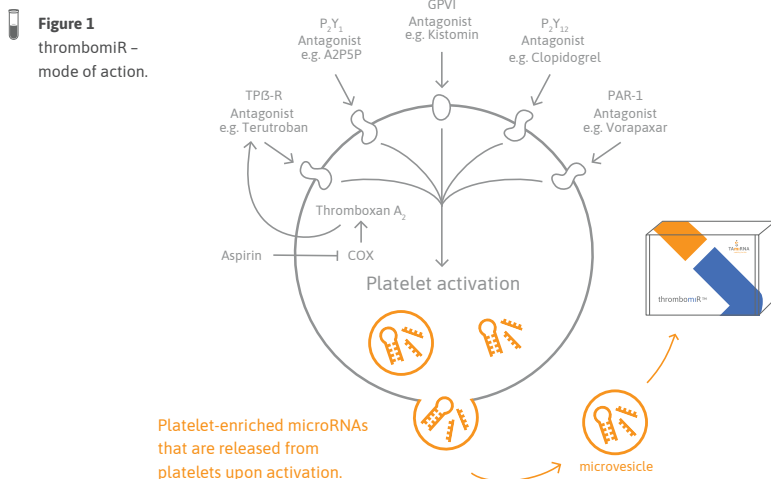 Figure 1
thrombomiR –
mode of action.
GPVI
Antagonist
e.g. Kistomin
P₂Y₁
Antagonist
e.g. A2P5P
P₂Y₁₂
Antagonist
e.g. Clopidogrel
TPß-R
Antagonist
e.g. Terutroban
PAR-1
Antagonist
e.g. Vorapaxar
Thromboxan A₂
Aspirin
COX
Platelet activation
TAmiRNA
thrombomiR™
Platelet-enriched microRNAs
that are released from
platelets upon activation.
microvesicle